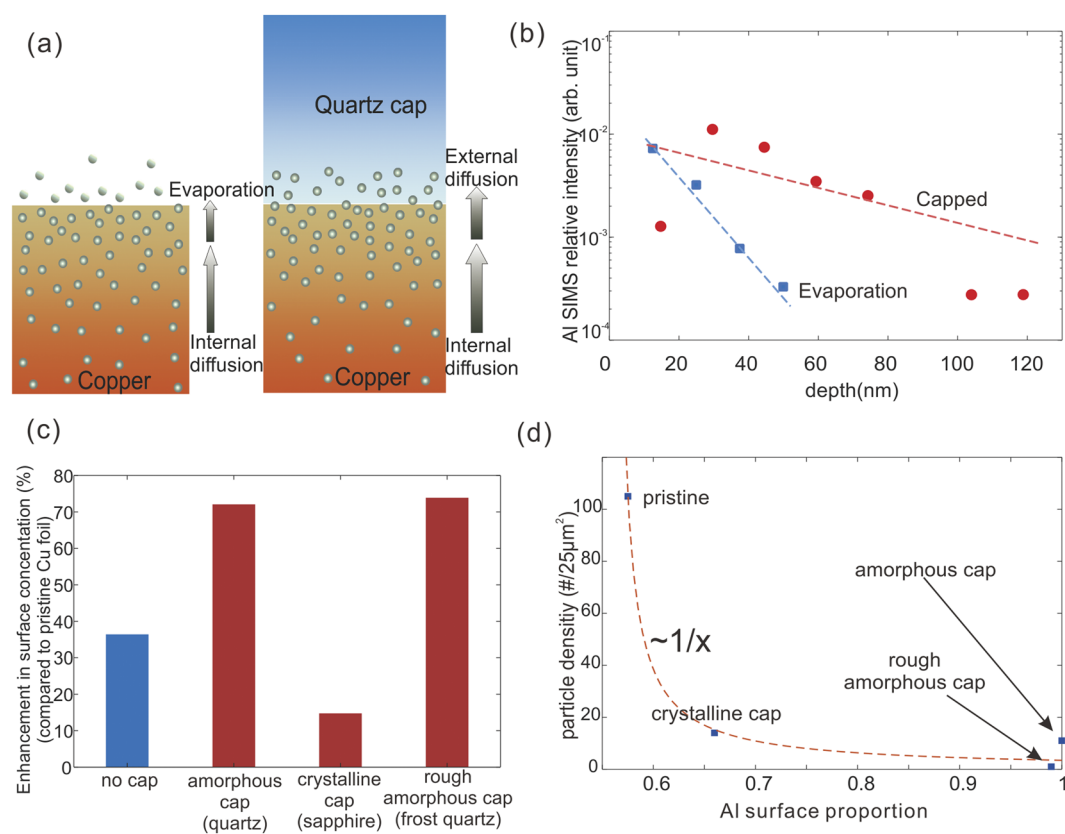 (a)
Quartz cap
Evaporation
External
diffusion
Internal
diffusion
Internal
diffusion
Copper
Copper
(b)
Al SIMS relative intensity (arb. unit)
10-1
10-2
10-3
10-4
Capped
Evaporation
0 20 40 60 80 100 120
depth(nm)
(c)
Enhancement in surface concentation (%)
(compared to pristine Cu foil)
80
70
60
50
40
30
20
10
0
no cap
amorphous
cap
(quartz)
crystalline
cap
(sapphire)
rough
amorphous cap
(frost quartz)
(d)
particle densitiy (#/25μm2)
100
80
60
40
20
0
pristine
amorphous cap
~1/x
rough
amorphous cap
crystalline cap
0.6 0.7 0.8 0.9 1
Al surface proportion